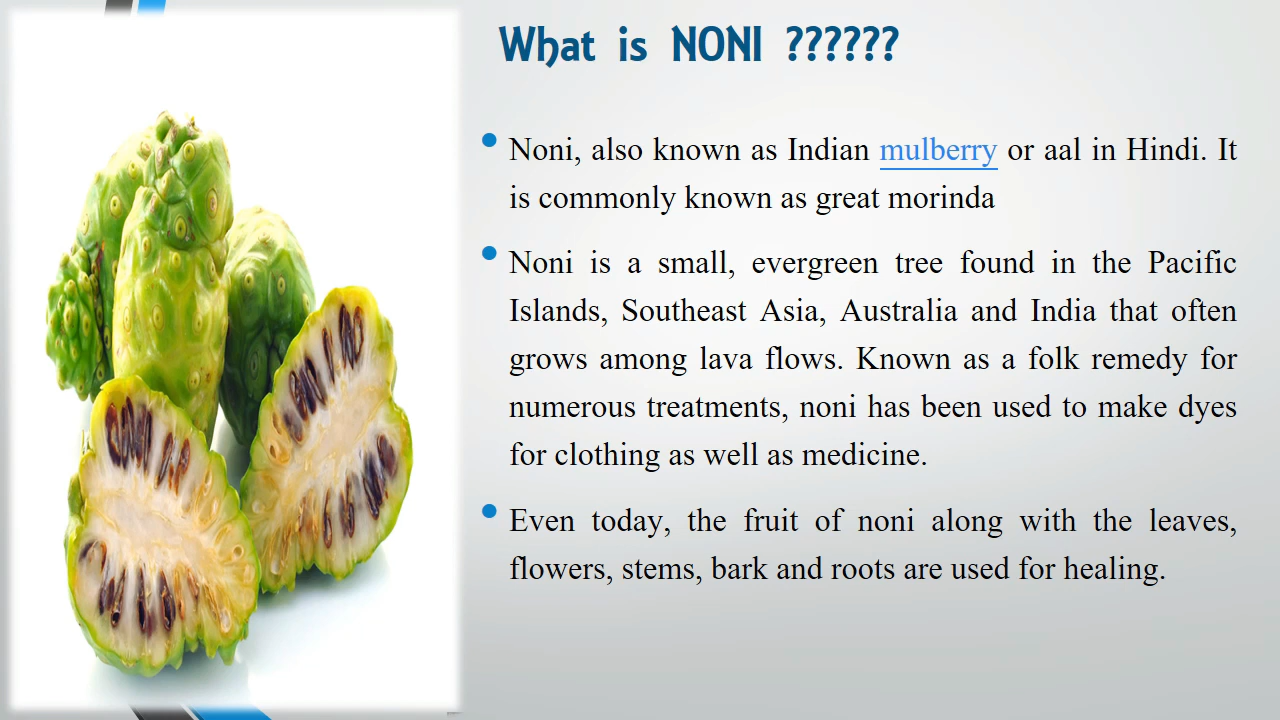 What is NONI ??????
Noni, also known as Indian mulberry or aal in Hindi. It
is commonly known as great morinda
Noni is a small, evergreen tree found in the Pacific
Islands, Southeast Asia, Australia and India that often
grows among lava flows. Known as a folk remedy for
numerous treatments, noni has been used to make dyes
for clothing as well as medicine.
Even today, the fruit of noni along with the leaves,
flowers, stems, bark and roots are used for healing.